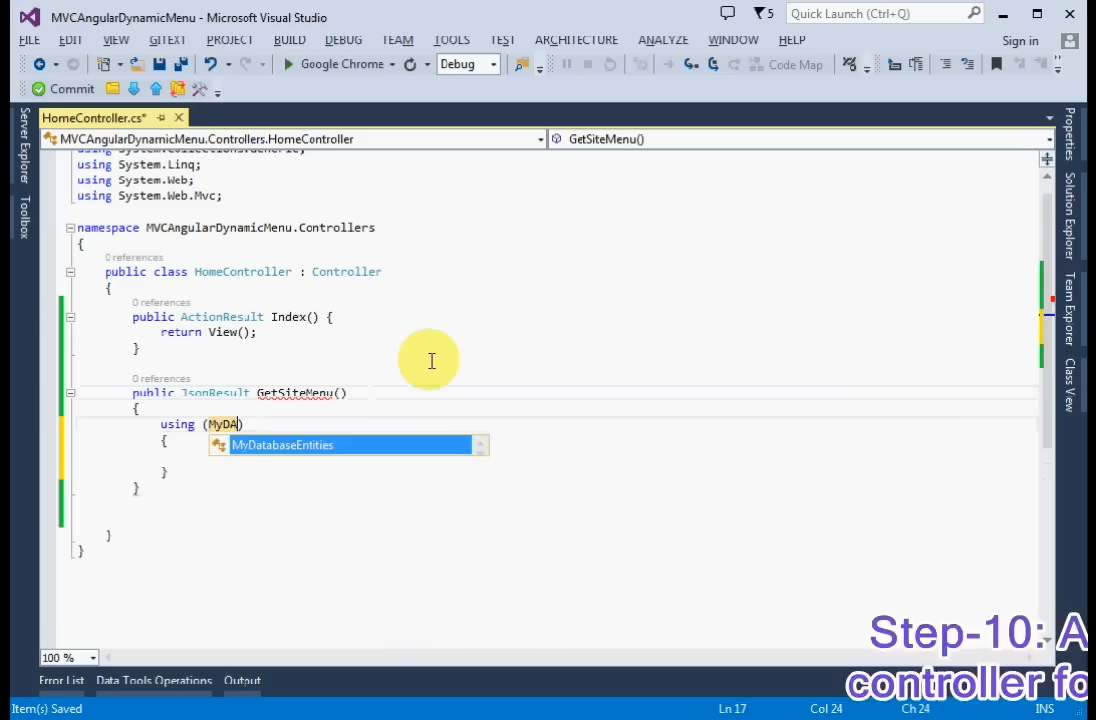 MVCAngularDynamicMenu - Microsoft Visual Studio
5
Quick Launch (Ctrl+Q)
FILE EDIT VIEW GITEXT PROJECT BUILD DEBUG TEAM TOOLS TEST ARCHITECTURE ANALYZE WINDOW HELP Sign in
Google Chrome Debug Code Map
Commit
Server Explorer
Toolbox
HomeController.cs*
MVCAngularDynamicMenu.Controllers.HomeController GetSiteMenu()
using System.Collections.Generic;
using System.Linq;
using System.Web;
using System.Web.Mvc;
namespace MVCAngularDynamicMenu.Controllers
{
0 references
public class HomeController : Controller
{
0 references
public ActionResult Index() {
return View();
}
0 references
public JsonResult GetSiteMenu()
{
using (MyDA)
{
MyDatabaseEntities
}
}
}
}
Properties
Solution Explorer
Team Explorer
Class View
Step-10: A
controller fo
100 %
Error List Data Tools Operations Output
Item(s) Saved Ln 17 Col 24 Ch 24 INS